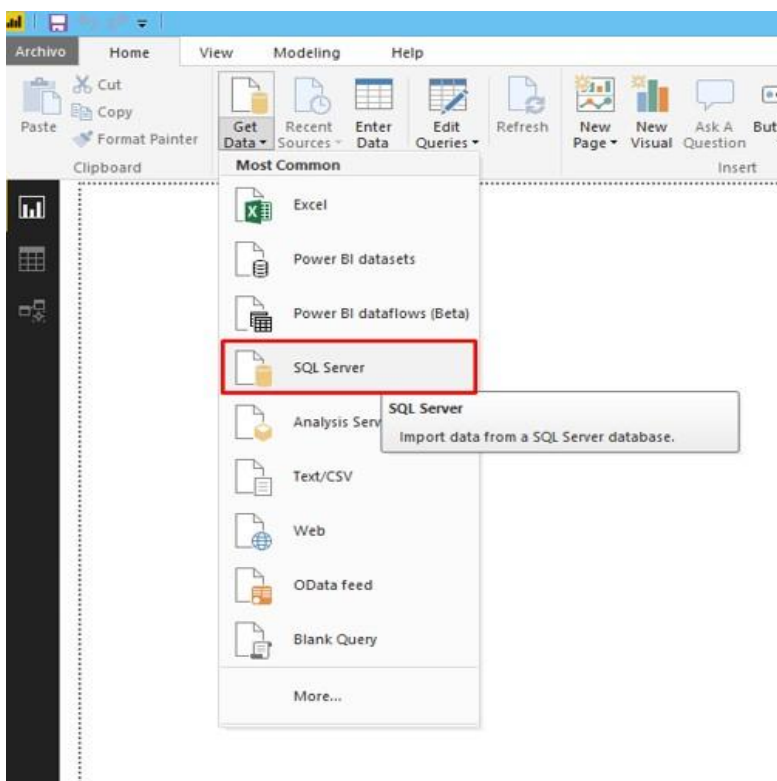 Archivo Home View Modeling Help
Cut
Copy
Format Painter
Paste
Clipboard
Get Data
Recent Sources
Enter Data
Edit Queries
Refresh
New Page
New Visual
Ask A Question
But
Insert
Most Common
Excel
Power BI datasets
Power BI dataflows (Beta)
SQL Server
SQL Server
Import data from a SQL Server database.
Analysis Serv
Text/CSV
Web
OData feed
Blank Query
More...